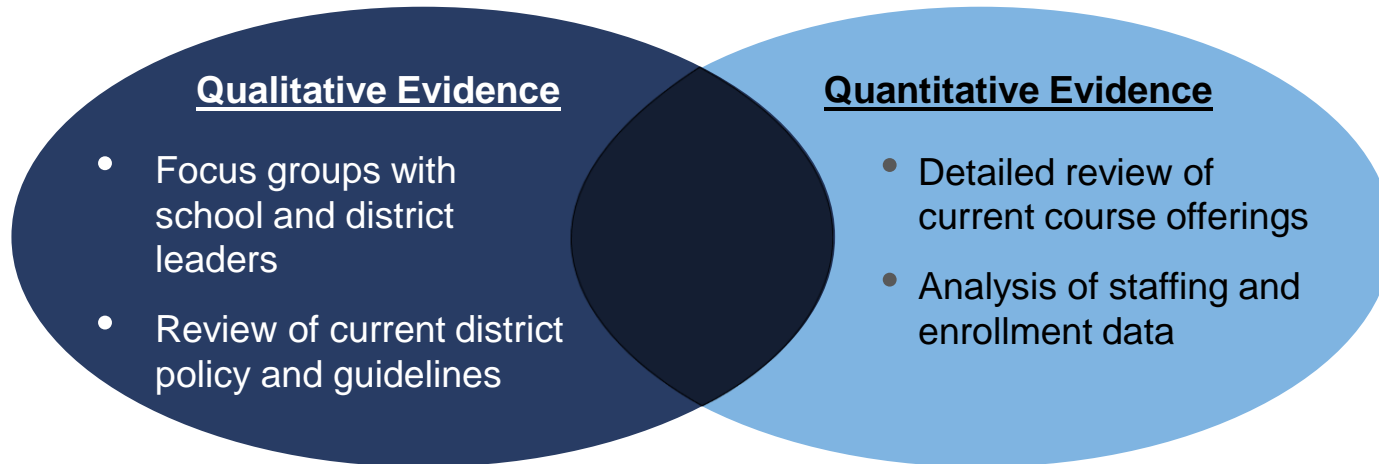 Qualitative Evidence
• Focus groups with
school and district
leaders
• Review of current district
policy and guidelines
Quantitative Evidence
• Detailed review of
current course offerings
• Analysis of staffing and
enrollment data